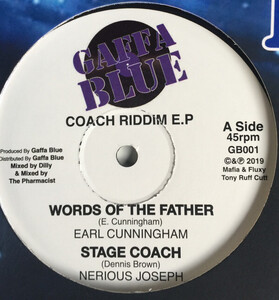 GAFFA
BLUE
COACH RIDDIM E.P
A Side
45rpm
GB001
Produced By Gaffa Blue
Distributed By Gaffa Blue
Mixed by Dilly
& Mixed by
The Pharmacist
©&℗ 2019
Mafia & Fluxy
Tony Ruff Cutt
WORDS OF THE FATHER
(E. Cunningham)
EARL CUNNINGHAM
STAGE COACH
(Dennis Brown)
NERIOUS JOSEPH